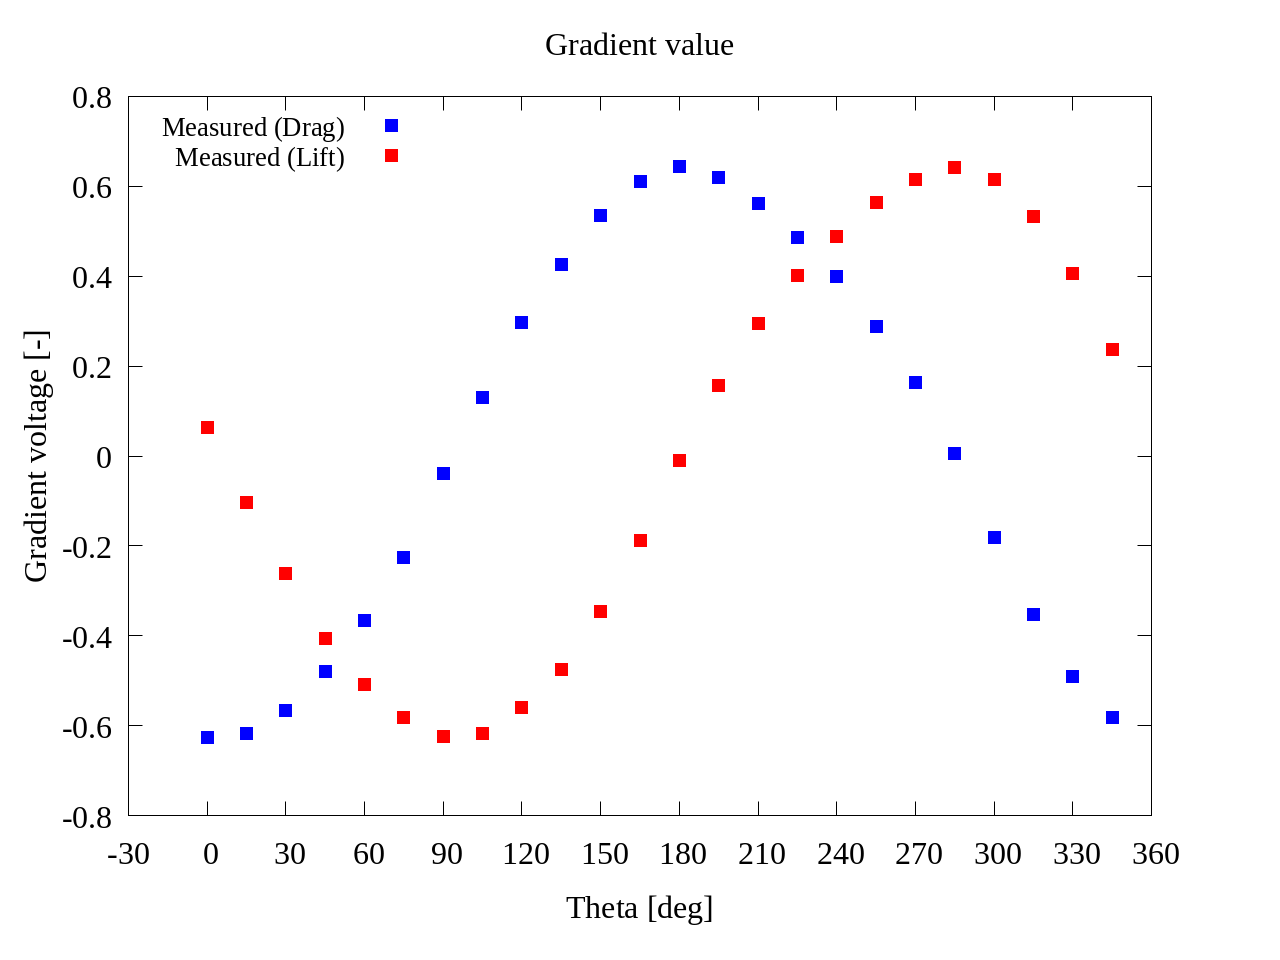 Gradient value
Measured (Drag)
Measured (Lift)
0.8
0.6
0.4
0.2
0
-0.2
-0.4
-0.6
-0.8
Gradient voltage [-]
-30 0 30 60 90 120 150 180 210 240 270 300 330 360
Theta [deg]